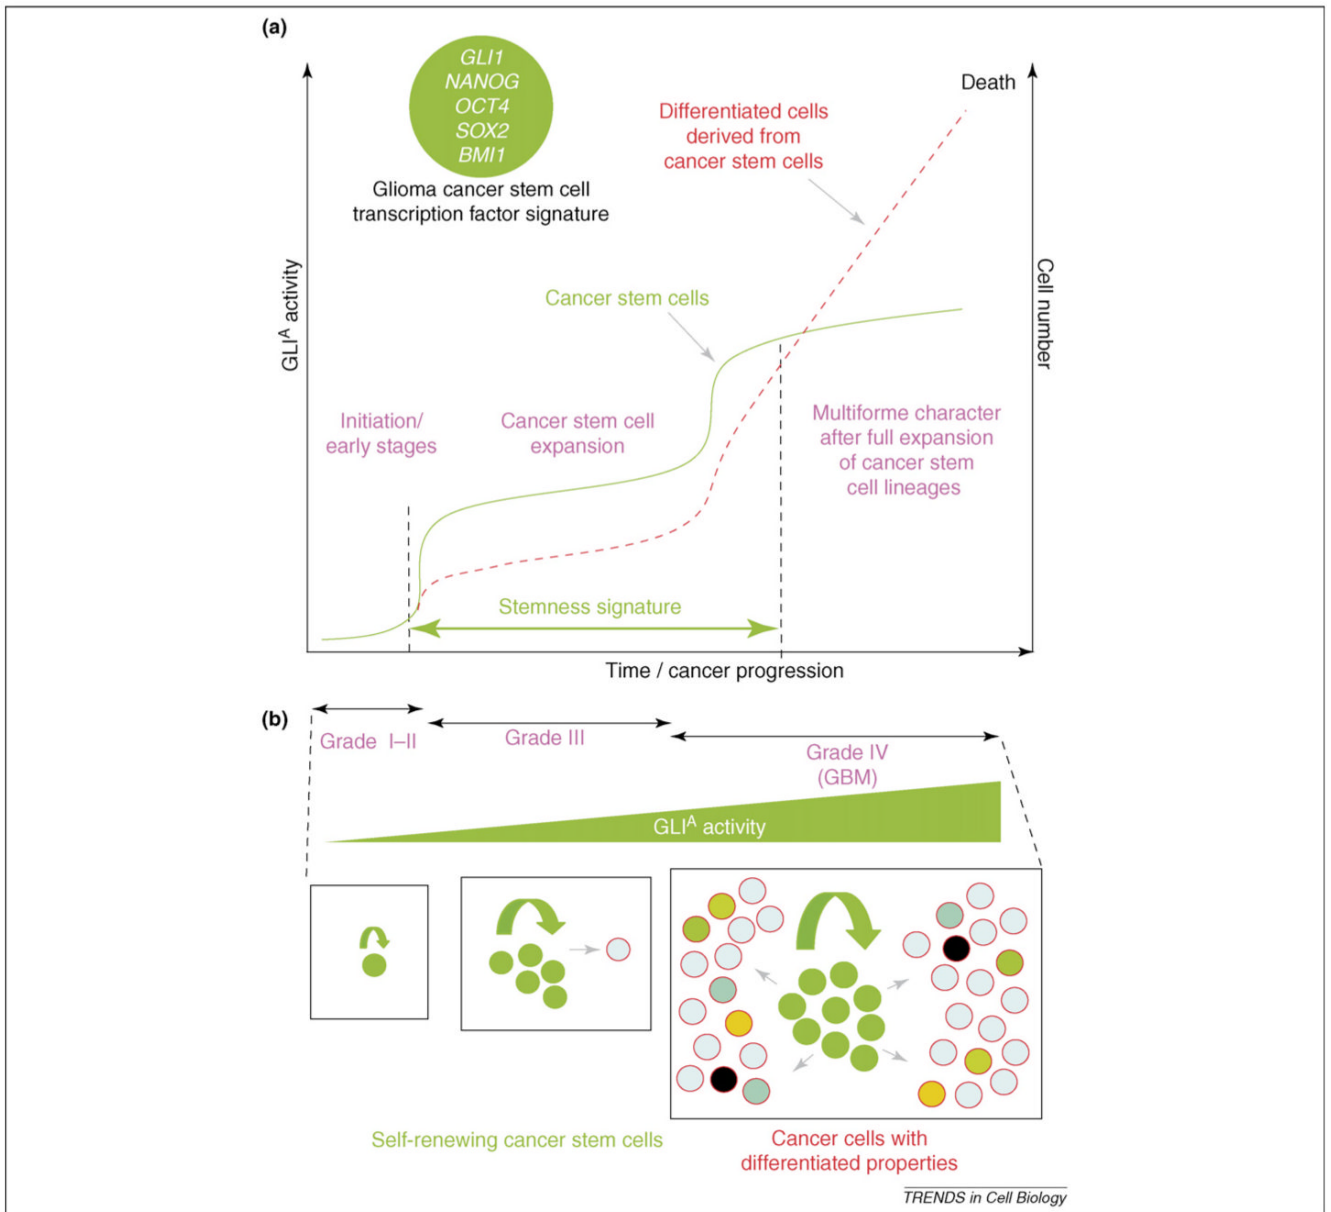 (a)
GLI1
NANOG
OCT4
SOX2
BMI1
Glioma cancer stem cell
transcription factor signature
Death
Differentiated cells
derived from
cancer stem cells
GLIᴬ activity
Cell number
Cancer stem cells
Initiation/
early stages
Cancer stem cell
expansion
Multiforme character
after full expansion
of cancer stem
cell lineages
Stemness signature
Time / cancer progression
(b)
Grade I–II
Grade III
Grade IV
(GBM)
GLIᴬ activity
Self-renewing cancer stem cells
Cancer cells with
differentiated properties
TRENDS in Cell Biology